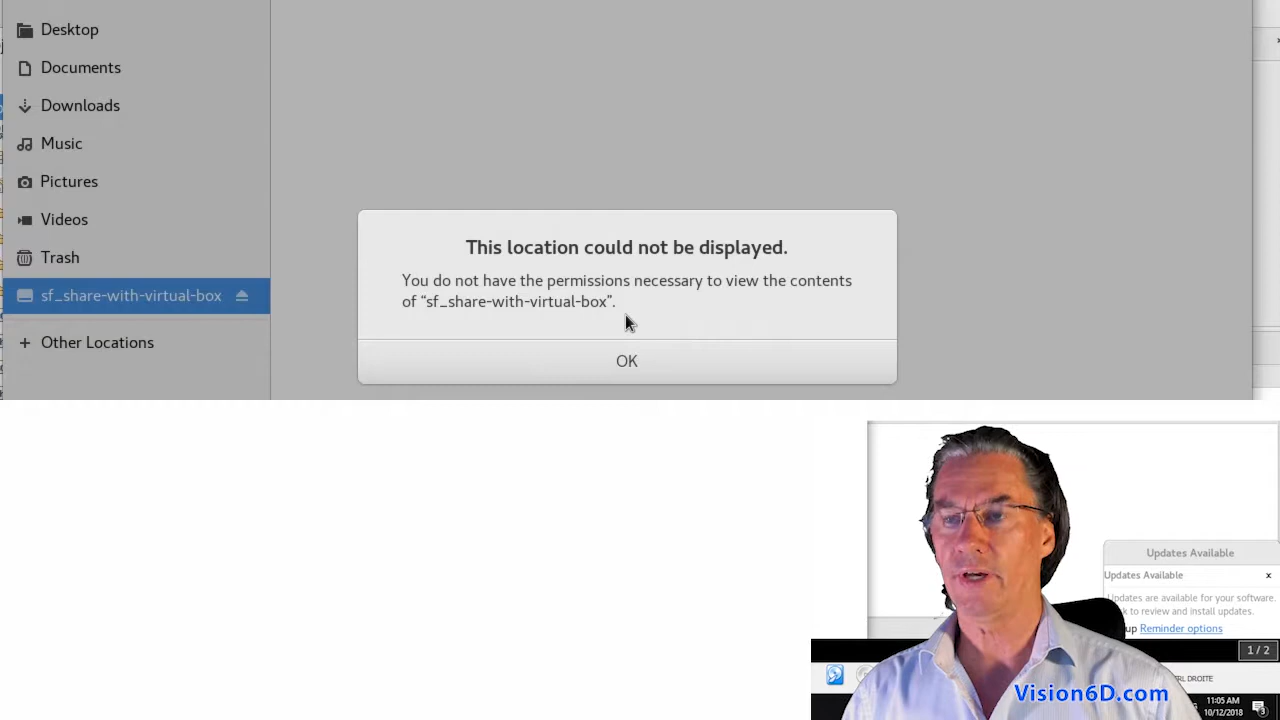 Desktop
Documents
Downloads
Music
Pictures
Videos
Trash
sf_share-with-virtual-box
Other Locations
This location could not be displayed.
You do not have the permissions necessary to view the contents
of “sf_share-with-virtual-box”.
OK
Updates Available
Updates Available
x
Updates are available for your software.
to review and install updates.
Reminder options
1 / 2
DROITE
Vision6D.com
11:05 AM
10/12/2018
3